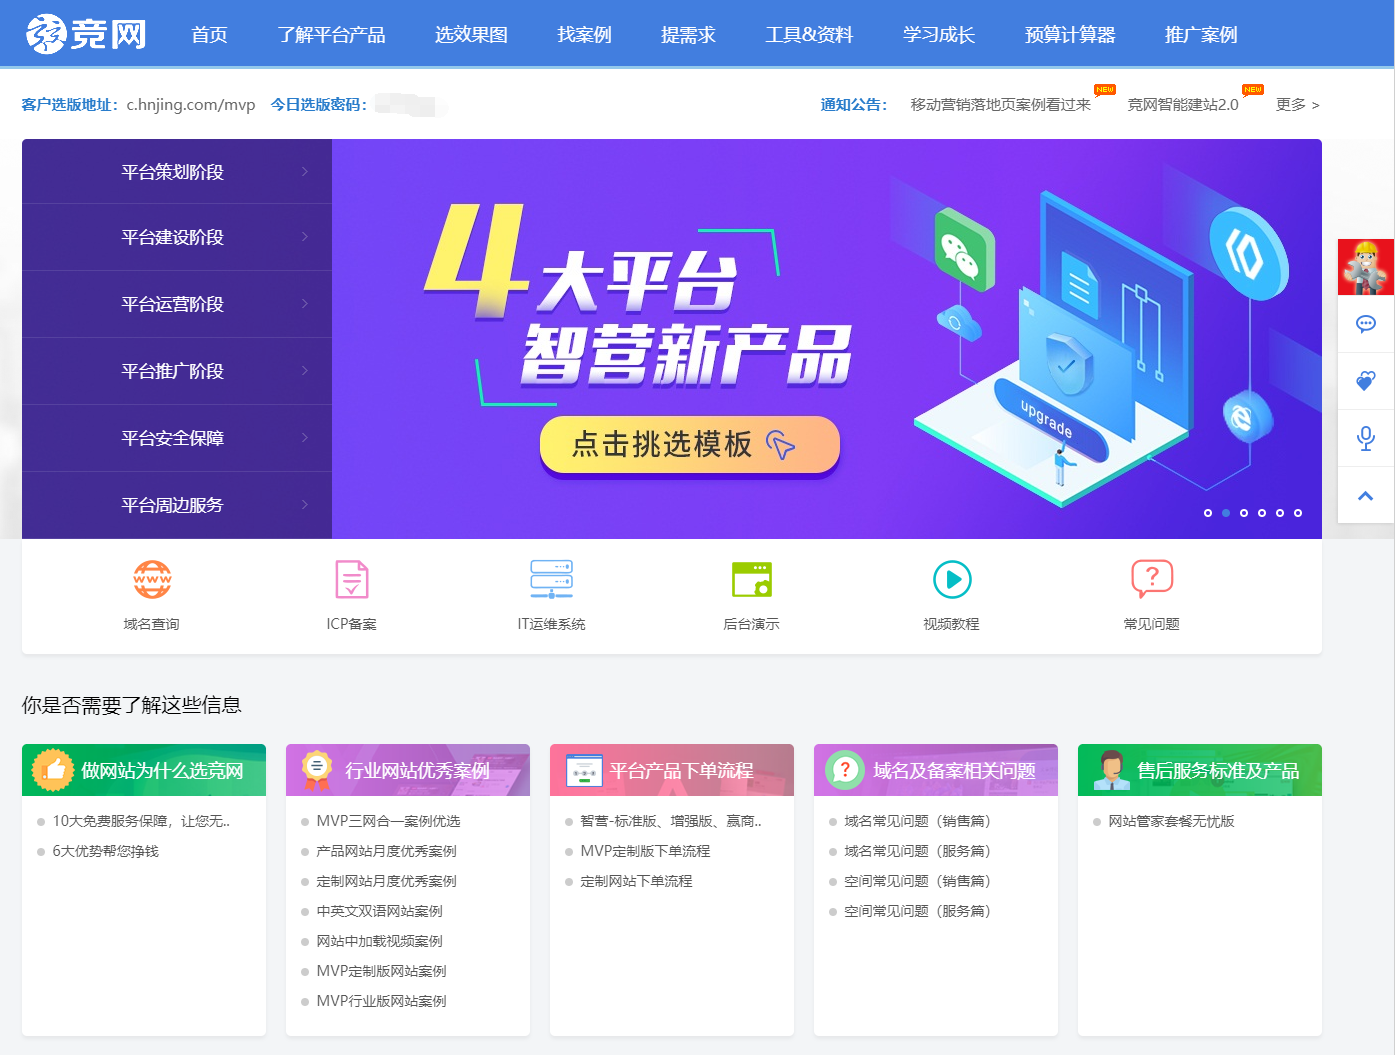 竞网
首页 了解平台产品 选效果图 找案例 提需求 工具&资料 学习成长 预算计算器 推广案例
客户选版地址：c.hnjing.com/mvp 今日选版密码：
通知公告： 移动营销落地页案例看过来 NEW 竞网智能建站2.0 NEW 更多 >
平台策划阶段
平台建设阶段
平台运营阶段
平台推广阶段
平台安全保障
平台周边服务
4大平台
智营新产品
点击挑选模板
upgrade
www
域名查询 ICP备案 IT运维系统 后台演示 视频教程 常见问题
你是否需要了解这些信息
做网站为什么选竞网
10大免费服务保障，让您无..
6大优势帮您挣钱
行业网站优秀案例
MVP三网合一案例优选
产品网站月度优秀案例
定制网站月度优秀案例
中英文双语网站案例
网站中加载视频案例
MVP定制版网站案例
MVP行业版网站案例
平台产品下单流程
智营-标准版、增强版、赢商..
MVP定制版下单流程
定制网站下单流程
域名及备案相关问题
域名常见问题（销售篇）
域名常见问题（服务篇）
空间常见问题（销售篇）
空间常见问题（服务篇）
售后服务标准及产品
网站管家套餐无忧版